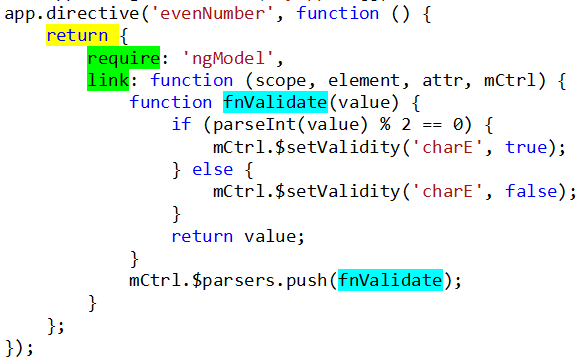 app.directive('evenNumber', function () {
    return {
        require: 'ngModel',
        link: function (scope, element, attr, mCtrl) {
            function fnValidate(value) {
                if (parseInt(value) % 2 == 0) {
                    mCtrl.$setValidity('charE', true);
                } else {
                    mCtrl.$setValidity('charE', false);
                }
                return value;
            }
            mCtrl.$parsers.push(fnValidate);
        }
    };
});